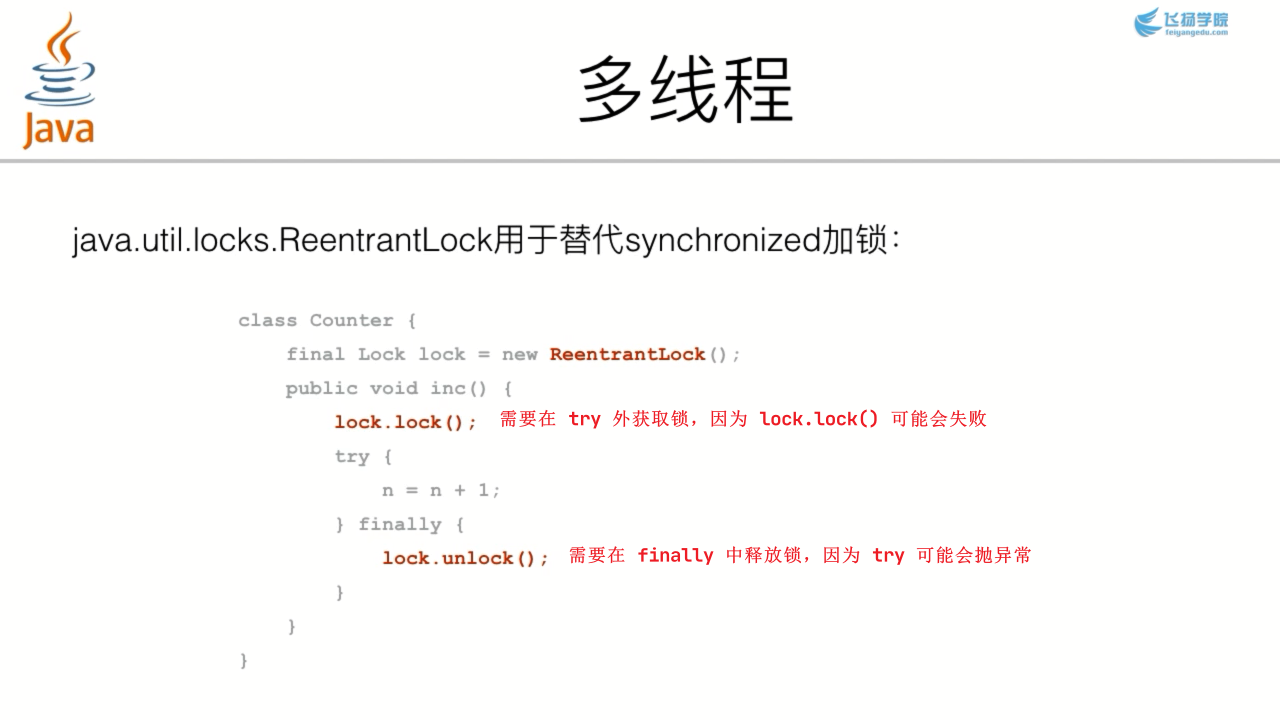 Java
飞扬学院
feiyangedu.com
多线程
java.util.locks.ReentrantLock用于替代synchronized加锁：
class Counter {
    final Lock lock = new ReentrantLock();
    public void inc() {
        lock.lock(); 需要在 try 外获取锁，因为 lock.lock() 可能会失败
        try {
            n = n + 1;
        } finally {
            lock.unlock(); 需要在 finally 中释放锁，因为 try 可能会抛异常
        }
    }
}